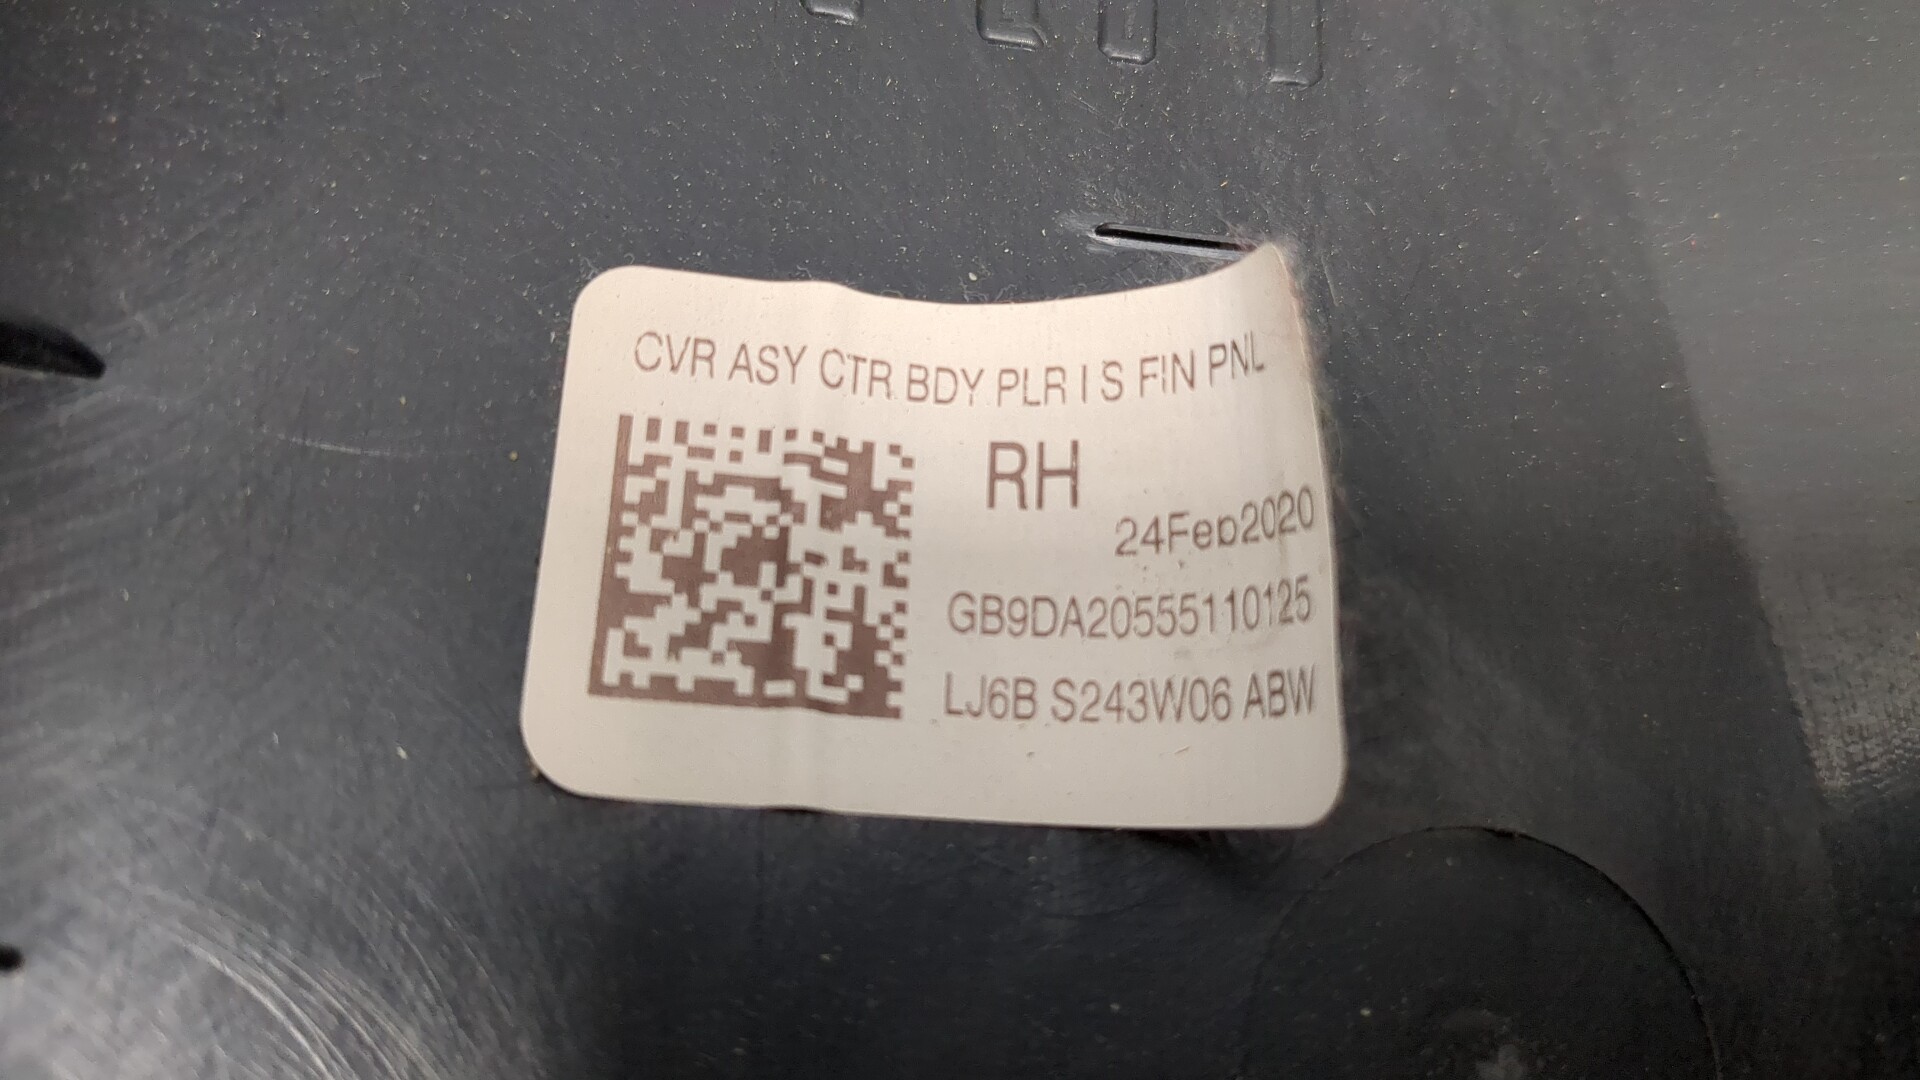 CVR ASY CTR BDY PLR I S FIN PNL
RH
24Feb2020
GB9DA20555110125
LJ6B S243W06 ABW